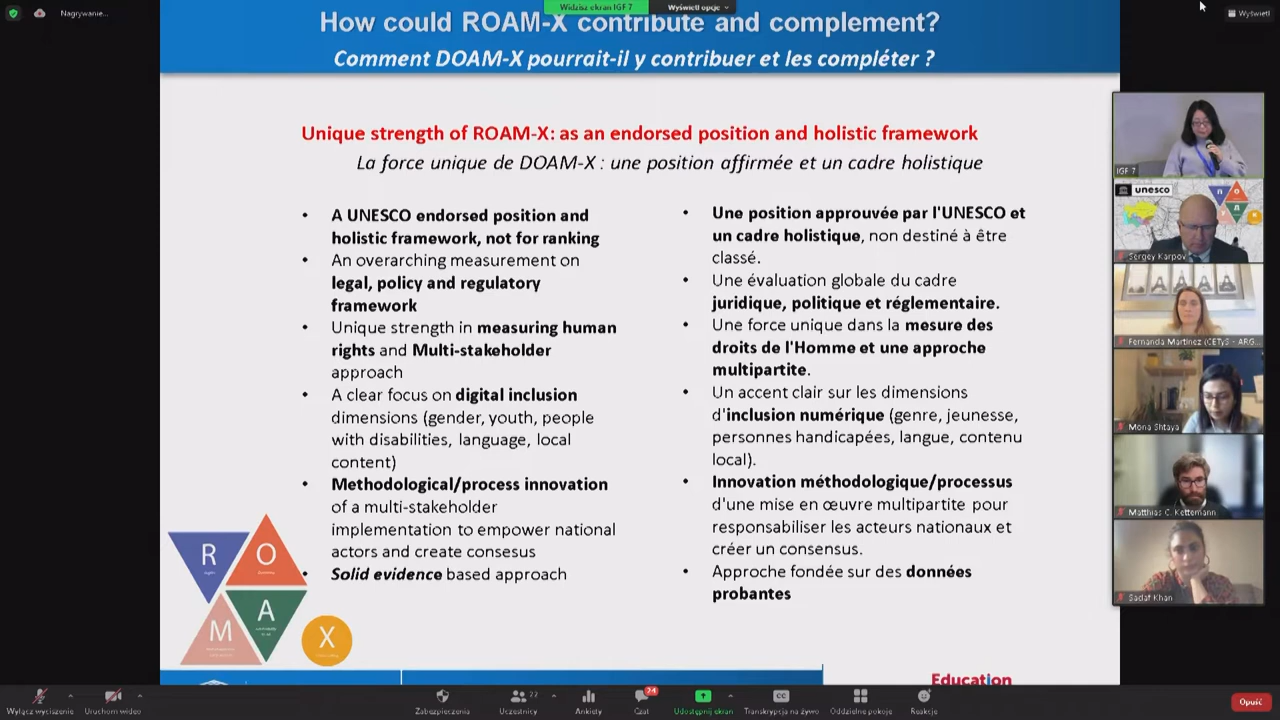 Nagrywanie...
Widzisz ekran IGF 7
Wyświetl opcje
Wyświetl
How could ROAM-X contribute and complement?
Comment DOAM-X pourrait-il y contribuer et les compléter ?
Unique strength of ROAM-X: as an endorsed position and holistic framework
La force unique de DOAM-X : une position affirmée et un cadre holistique
• A UNESCO endorsed position and
holistic framework, not for ranking
• An overarching measurement on
legal, policy and regulatory
framework
• Unique strength in measuring human
rights and Multi-stakeholder
approach
• A clear focus on digital inclusion
dimensions (gender, youth, people
with disabilities, language, local
content)
• Methodological/process innovation
of a multi-stakeholder
implementation to empower national
actors and create consesus
• Solid evidence based approach
• Une position approuvée par l'UNESCO et
un cadre holistique, non destiné à être
classé.
• Une évaluation globale du cadre
juridique, politique et réglementaire.
• Une force unique dans la mesure des
droits de l'Homme et une approche
multipartite.
• Un accent clair sur les dimensions
d'inclusion numérique (genre, jeunesse,
personnes handicapées, langue, contenu
local).
• Innovation méthodologique/processus
d'une mise en œuvre multipartite pour
responsabiliser les acteurs nationaux et
créer un consensus.
• Approche fondée sur des données
probantes
R
O
A
M
X
Education
IGF 7
unesco
Sergey Karpov
Fernanda Martinez (CETyS - ARG...
Mona Shtaya
Matthias C. Kettemann
Sadaf Khan
Wyłącz wyciszenie
Uruchom wideo
Zabezpieczenia
22
Uczestnicy
Ankiety
24
Czat
Udostępnij ekran
CC
Transkrypcja na żywo
Oddzielne pokoje
Reakcje
Opuść